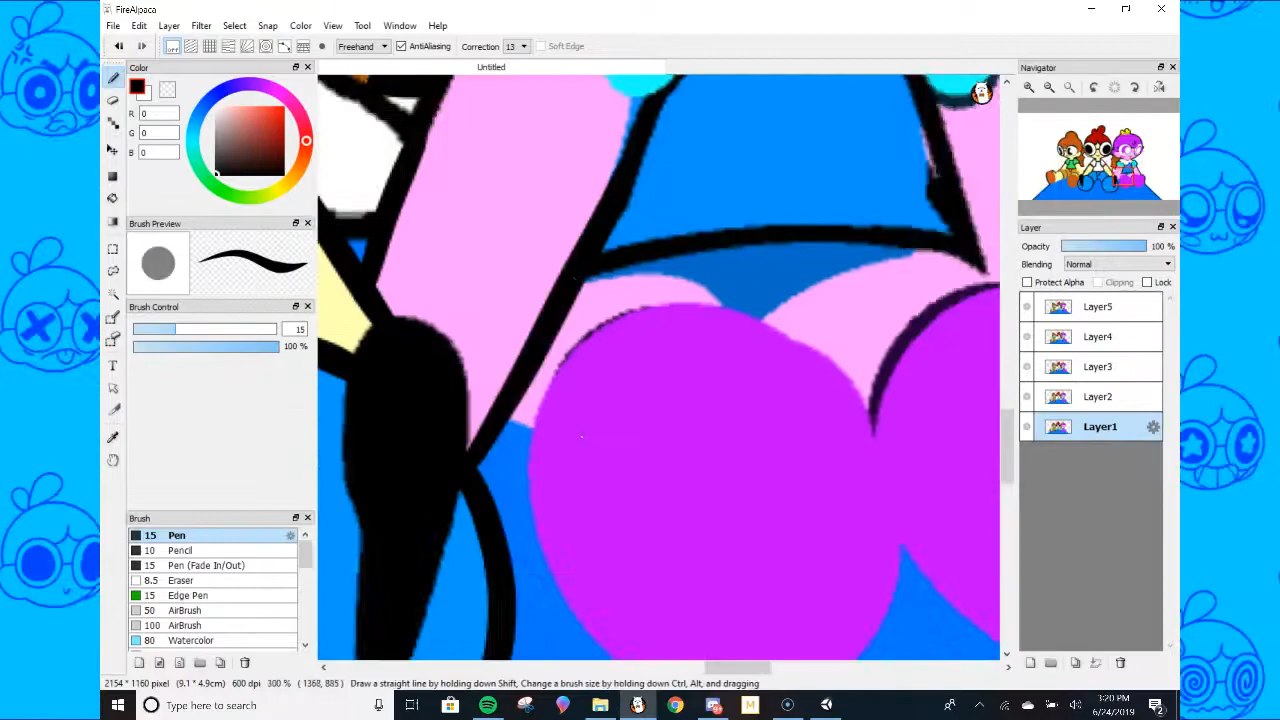 FireAlpaca
File Edit Layer Filter Select Snap Color View Tool Window Help
OFF Freehand AntiAliasing Correction 13 Soft Edge
Color
Untitled
Navigator
R 0
G 0
B 0
Brush Preview
Layer
Opacity 100 %
Blending Normal
Protect Alpha Clipping Lock
Brush Control
Layer5
15
100 %
Layer4
Layer3
Layer2
Layer1
Brush
15 Pen
10 Pencil
15 Pen (Fade In/Out)
8.5 Eraser
15 Edge Pen
50 AirBrush
100 AirBrush
80 Watercolor
2154 * 1160 pixel (9.1 * 4.9cm) 600 dpi 300 % ( 1368, 885 ) Draw a straight line by holding down Shift, Change a brush size by holding down Ctrl, Alt, and dragging
Type here to search
3:20 PM
6/24/2019